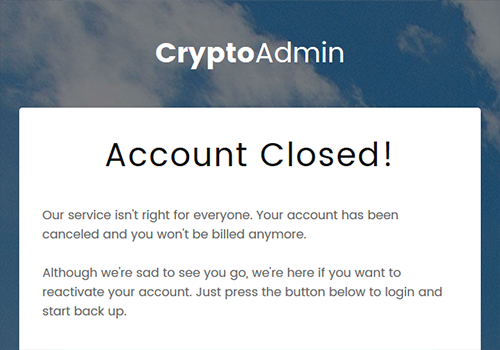 CryptoAdmin
Account Closed!
Our service isn't right for everyone. Your account has been
canceled and you won't be billed anymore.
Although we're sad to see you go, we're here if you want to
reactivate your account. Just press the button below to login and
start back up.